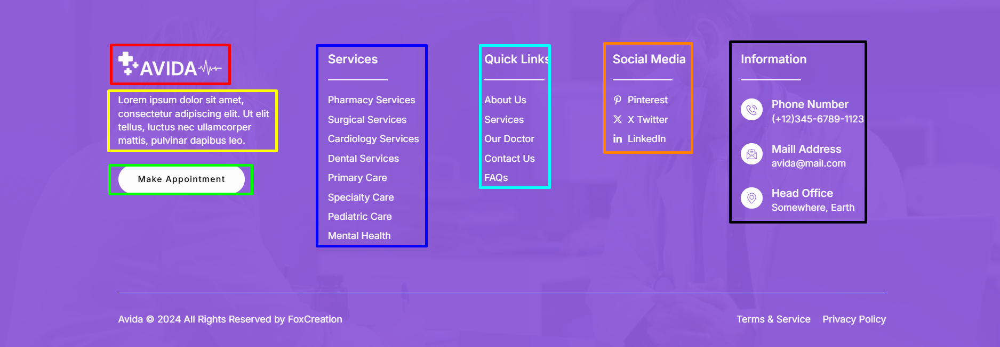 AVIDA
Lorem ipsum dolor sit amet,
consectetur adipiscing elit. Ut elit
tellus, luctus nec ullamcorper
mattis, pulvinar dapibus leo.
Make Appointment
Services
Pharmacy Services
Surgical Services
Cardiology Services
Dental Services
Primary Care
Specialty Care
Pediatric Care
Mental Health
Quick Links
About Us
Services
Our Doctor
Contact Us
FAQs
Social Media
Pinterest
X Twitter
LinkedIn
Information
Phone Number
(+12)345-6789-1123
Maill Address
avida@mail.com
Head Office
Somewhere, Earth
Avida © 2024 All Rights Reserved by FoxCreation
Terms & Service
Privacy Policy